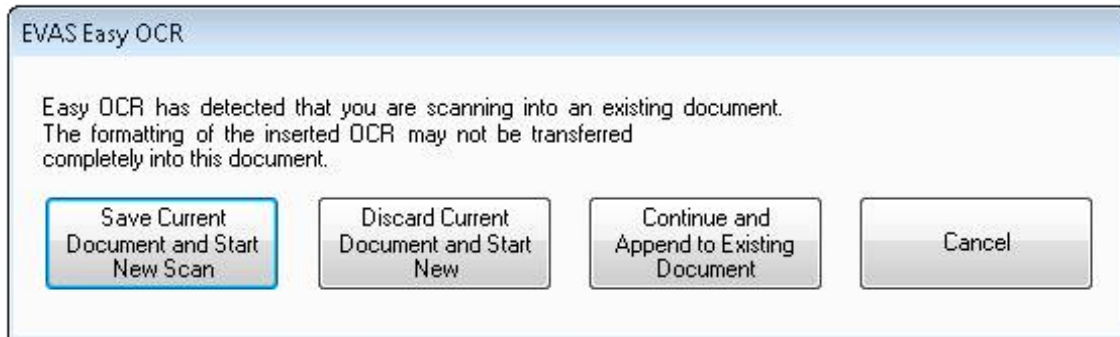 EVAS Easy OCR
Easy OCR has detected that you are scanning into an existing document.
The formatting of the inserted OCR may not be transferred
completely into this document.
Save Current
Document and Start
New Scan
Discard Current
Document and Start
New
Continue and
Append to Existing
Document
Cancel